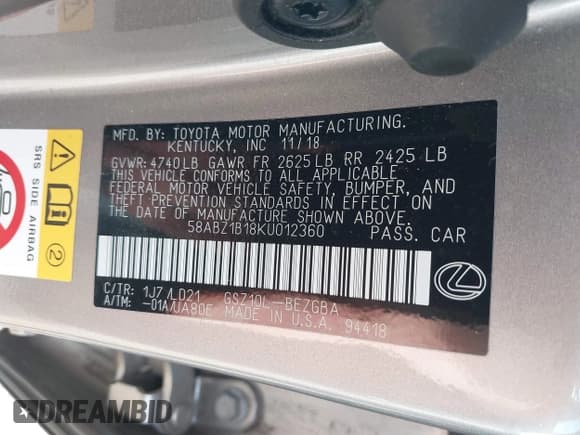 MFD. BY: TOYOTA MOTOR MANUFACTURING.
KENTUCKY, INC 11/18
GVWR: 4740LB GAWR FR 2625LB RR 2425 LB
THIS VEHICLE CONFORMS TO ALL APPLICABLE
FEDERAL MOTOR VEHICLE SAFETY, BUMPER, AND
THEFT PREVENTION STANDARDS IN EFFECT ON
THE DATE OF MANUFACTURE SHOWN ABOVE.
58ABZ1B18KU012360 PASS. CAR
C/TR: 1J7/LD21 GSZ10L-BEZGBA
A/TM: -01A/UA80E MADE IN U.S.A. 94418
SRS SIDE AIRBAG
2
DREAMBID